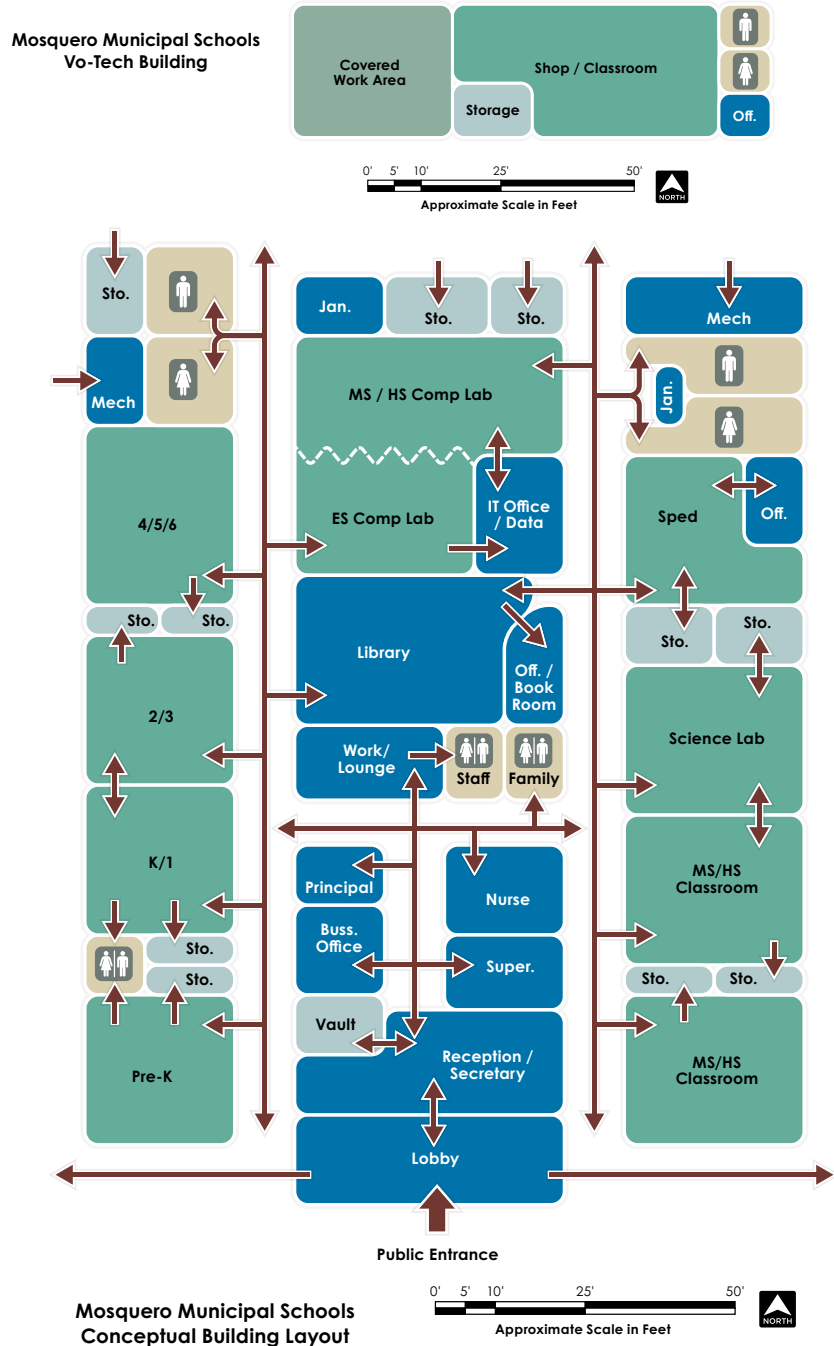 Mosquero Municipal Schools
Vo-Tech Building
Covered
Work Area
Shop / Classroom
Storage
Off.
0' 5' 10' 25' 50'
Approximate Scale in Feet
NORTH
Sto.
Jan.
Sto.
Sto.
Mech
Mech
MS / HS Comp Lab
Jan.
4/5/6
ES Comp Lab
IT Office
/ Data
Sped
Off.
Sto.
Sto.
Library
Off. /
Book
Room
Sto.
Sto.
2/3
Work/
Lounge
Staff
Family
Science Lab
K/1
Principal
Nurse
MS/HS
Classroom
Buss.
Office
Super.
Sto.
Sto.
Sto.
Sto.
Vault
Reception /
Secretary
Pre-K
MS/HS
Classroom
Lobby
Public Entrance
Mosquero Municipal Schools
Conceptual Building Layout
0' 5' 10' 25' 50'
Approximate Scale in Feet
NORTH